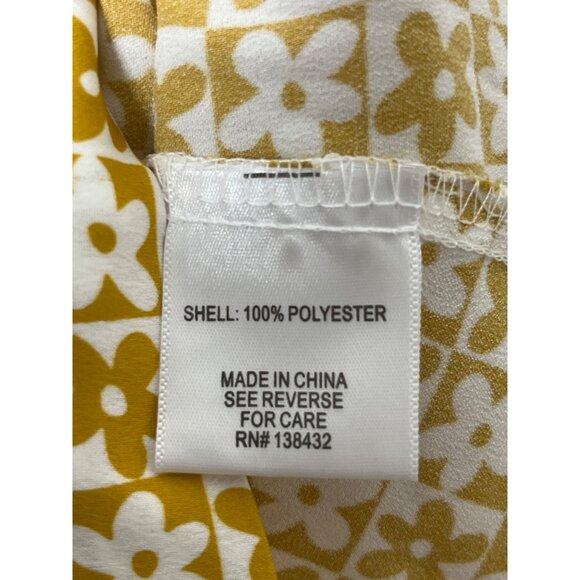 SHELL: 100% POLYESTER
MADE IN CHINA
SEE REVERSE
FOR CARE
RN# 138432